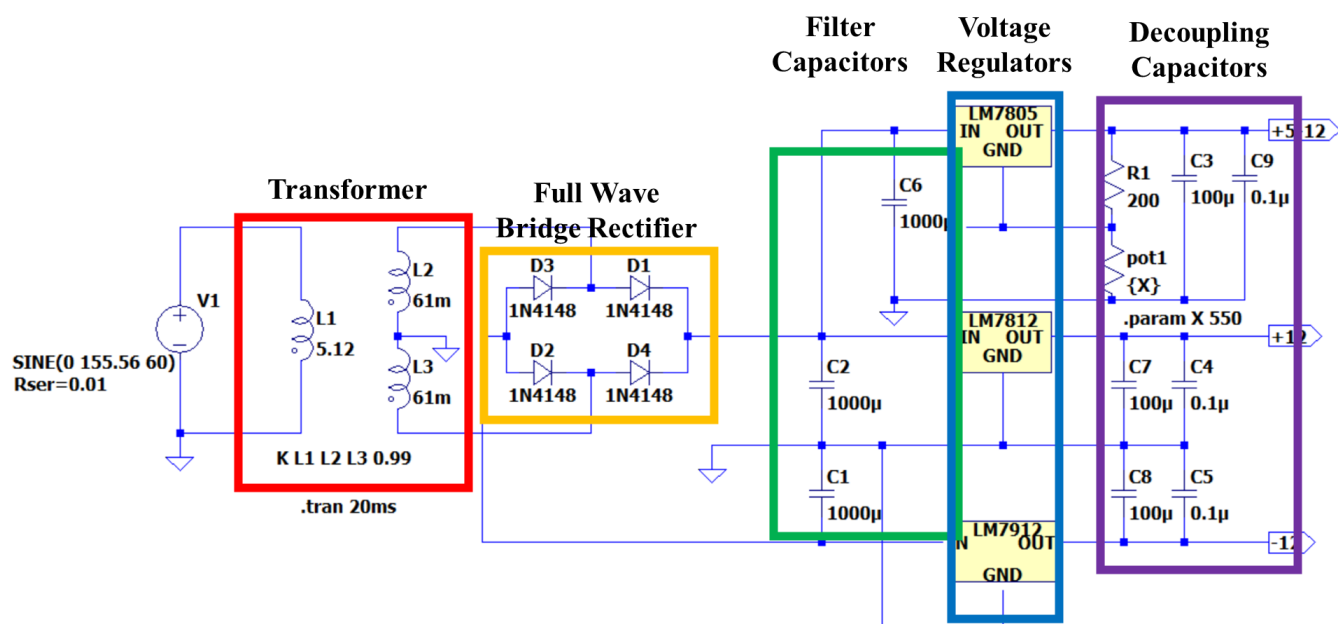 Filter
Capacitors
Voltage
Regulators
Decoupling
Capacitors
Transformer
Full Wave
Bridge Rectifier
LM7805
IN OUT
GND
+5-12
C6
1000µ
R1
200
C3
100µ
C9
0.1µ
pot1
{X}
.param X 550
V1
SINE(0 155.56 60)
Rser=0.01
L1
5.12
L2
61m
L3
61m
K L1 L2 L3 0.99
.tran 20ms
D3
1N4148
D1
1N4148
D2
1N4148
D4
1N4148
LM7812
IN OUT
GND
+12
C2
1000µ
C7
100µ
C4
0.1µ
C1
1000µ
C8
100µ
C5
0.1µ
LM7912
IN OUT
GND
-12